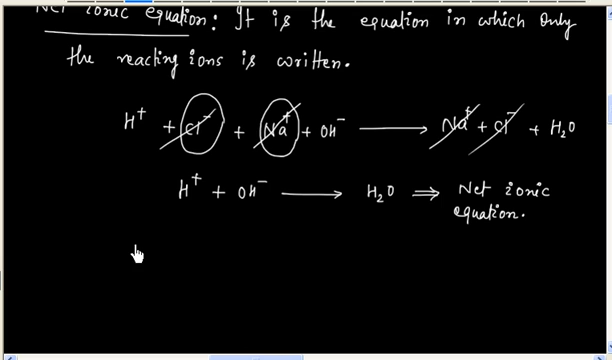 Net ionic equation: It is the equation in which only
the reacting ions is written.
H⁺ + Cl⁻ + Na⁺ + OH⁻ ⟶ Na⁺ + Cl⁻ + H₂O
H⁺ + OH⁻ ⟶ H₂O ⇒ Net ionic
equation.